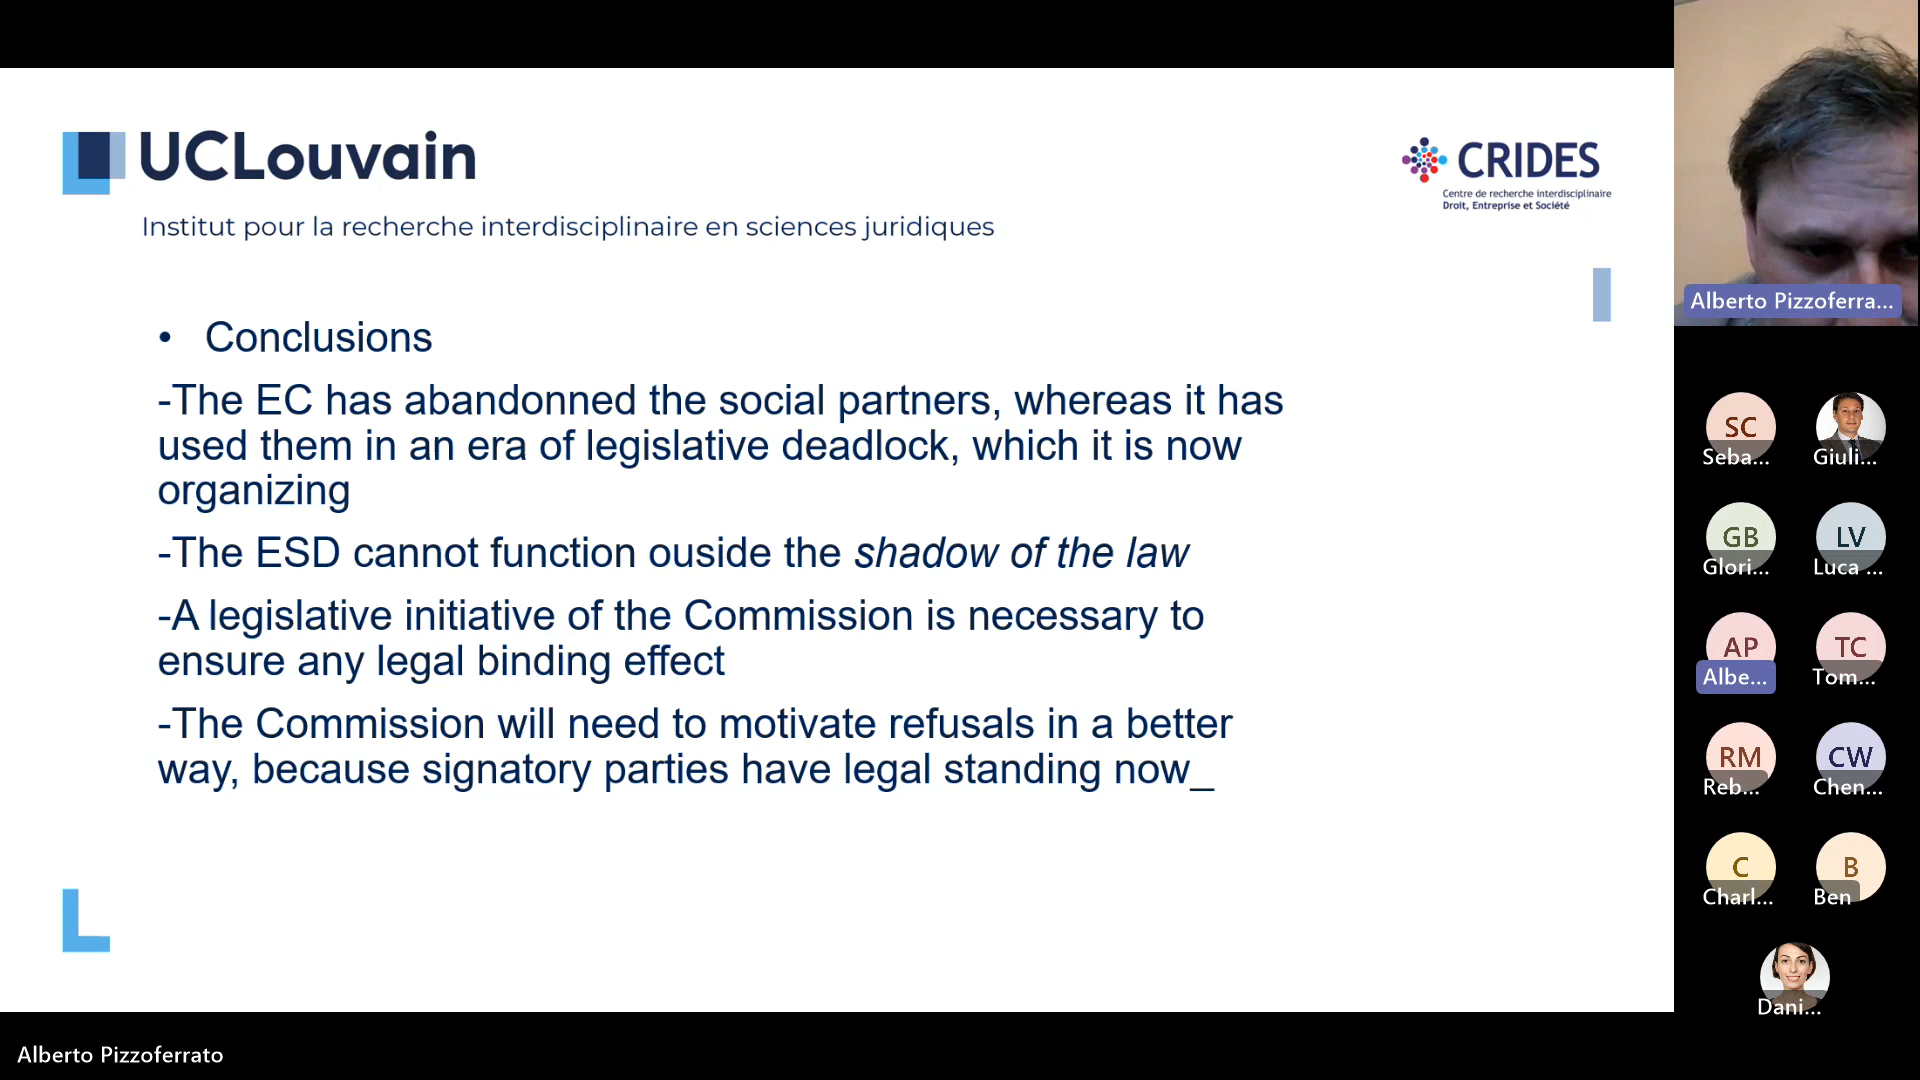 UCLouvain
Institut pour la recherche interdisciplinaire en sciences juridiques
CRIDES
Centre de recherche interdisciplinaire
Droit, Entreprise et Société
• Conclusions
-The EC has abandonned the social partners, whereas it has
used them in an era of legislative deadlock, which it is now
organizing
-The ESD cannot function ouside the shadow of the law
-A legislative initiative of the Commission is necessary to
ensure any legal binding effect
-The Commission will need to motivate refusals in a better
way, because signatory parties have legal standing now_
Alberto Pizzoferra...
SC
Seba...
Giuli...
GB
Glori...
LV
Luca ...
AP
Albe...
TC
Tom...
RM
Reb...
CW
Chen...
C
Charl...
B
Ben
Dani...
Alberto Pizzoferrato